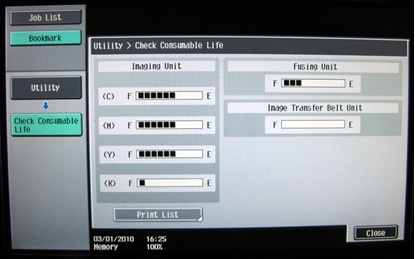 Job List
Bookmark
Utility > Check Consumable Life
Imaging Unit
Fusing Unit
(C) F E
F E
Utility
Image Transfer Belt Unit
(M) F E
F E
Check Consumable
Life
(Y) F E
(K) F E
Print List
03/01/2010 16:25
Memory 100%
Close